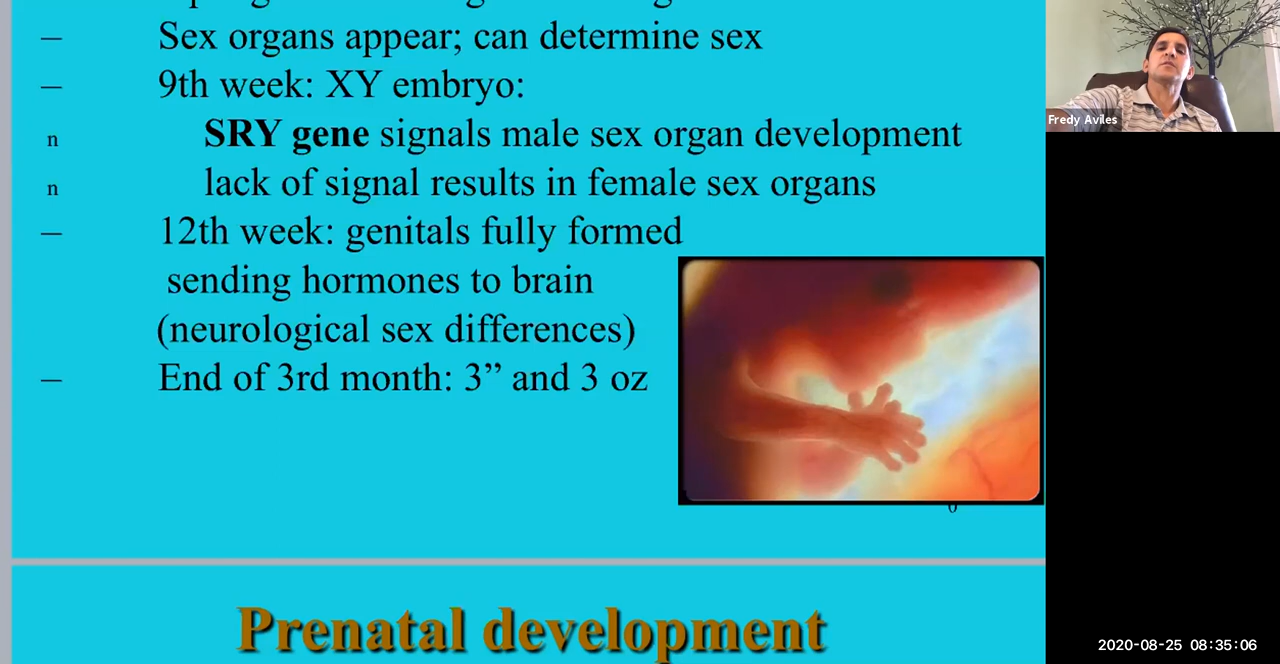 – Sex organs appear; can determine sex
– 9th week: XY embryo:
n SRY gene signals male sex organ development
n lack of signal results in female sex organs
– 12th week: genitals fully formed
sending hormones to brain
(neurological sex differences)
– End of 3rd month: 3” and 3 oz
Prenatal development
Fredy Aviles
2020-08-25 08:35:06